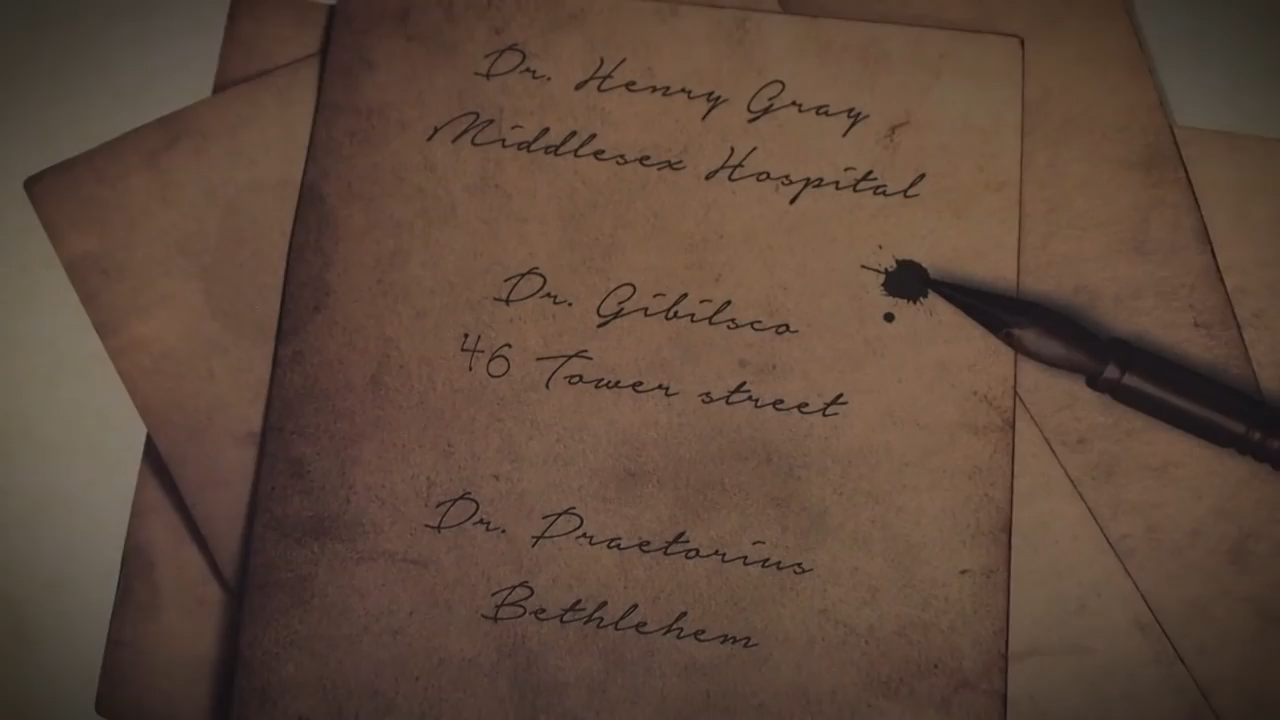 Dr. Henry Gray
Middlesex Hospital
Dr. Gibilsco
46 Tower street
Dr. Praetorius
Bethlehem